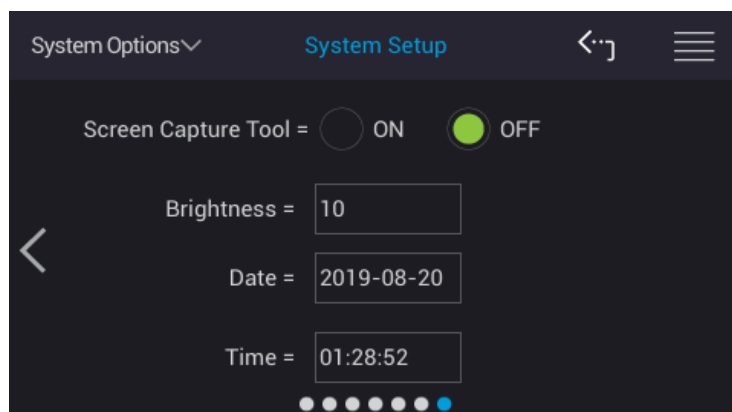 System Options System Setup
Screen Capture Tool = ON OFF
Brightness = 10
Date = 2019-08-20
Time = 01:28:52